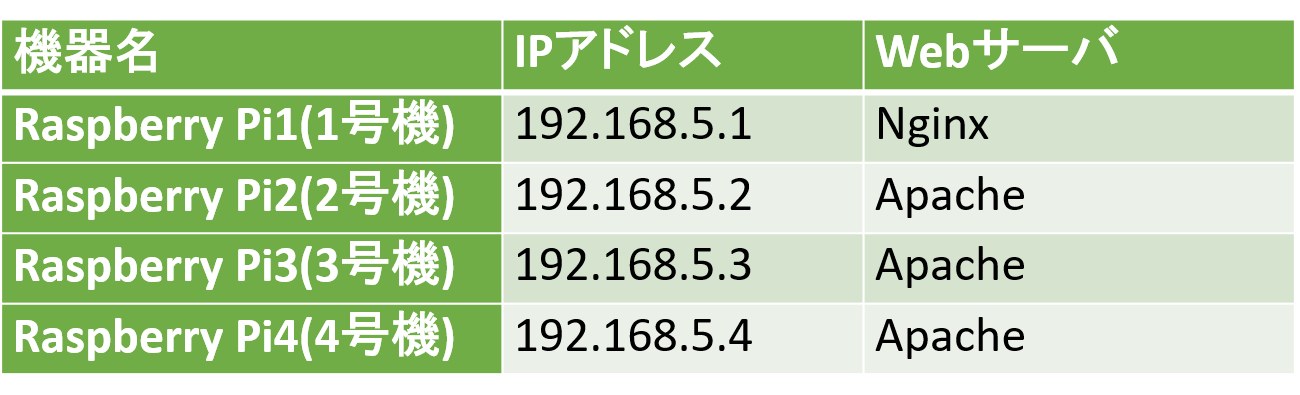 機器名 IPアドレス Webサーバ
Raspberry Pi1(1号機) 192.168.5.1 Nginx
Raspberry Pi2(2号機) 192.168.5.2 Apache
Raspberry Pi3(3号機) 192.168.5.3 Apache
Raspberry Pi4(4号機) 192.168.5.4 Apache